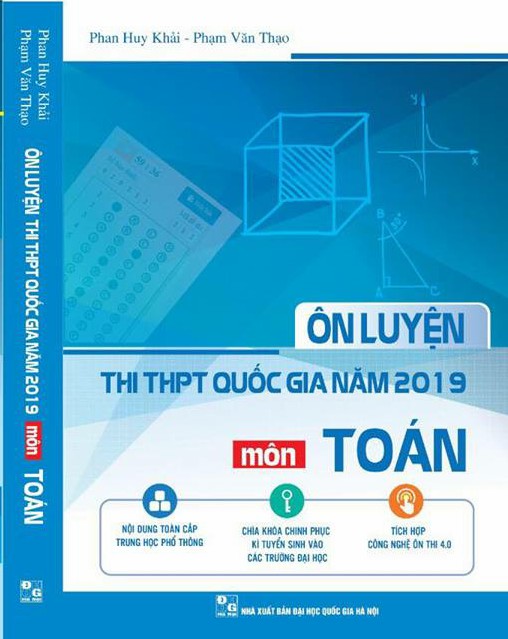 Phan Huy Khải - Phạm Văn Thạo
Phan Huy Khải
Phạm Văn Thạo
ÔN LUYỆN THI THPT QUỐC GIA NĂM 2019
môn
TOÁN
y
x
B
A
C
ÔN LUYỆN
THI THPT QUỐC GIA NĂM 2019
môn TOÁN
NỘI DUNG TOÀN CẤP
TRUNG HỌC PHỔ THÔNG
CHÌA KHÓA CHINH PHỤC
KÌ TUYỂN SINH VÀO
CÁC TRƯỜNG ĐẠI HỌC
TÍCH HỢP
CÔNG NGHỆ ÔN THI 4.0
NHÀ XUẤT BẢN ĐẠI HỌC QUỐC GIA HÀ NỘI